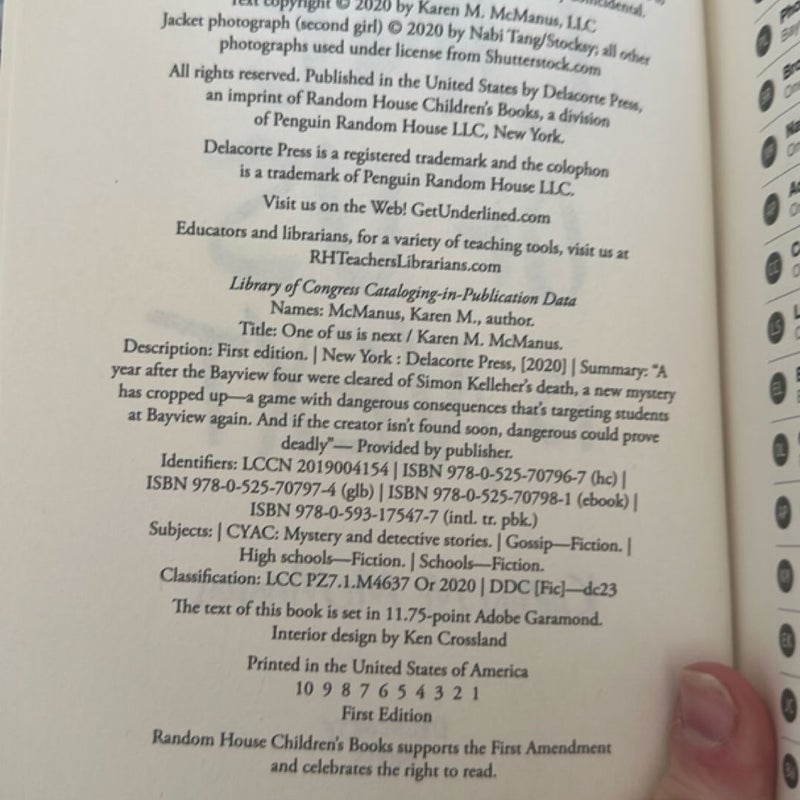 Text copyright © 2020 by Karen M. McManus, LLC
Jacket photograph (second girl) © 2020 by Nabi Tang/Stocksy; all other
photographs used under license from Shutterstock.com
All rights reserved. Published in the United States by Delacorte Press,
an imprint of Random House Children's Books, a division
of Penguin Random House LLC, New York.
Delacorte Press is a registered trademark and the colophon
is a trademark of Penguin Random House LLC.
Visit us on the Web! GetUnderlined.com
Educators and librarians, for a variety of teaching tools, visit us at
RHTeachersLibrarians.com
Library of Congress Cataloging-in-Publication Data
Names: McManus, Karen M., author.
Title: One of us is next / Karen M. McManus.
Description: First edition. | New York : Delacorte Press, [2020] | Summary: "A
year after the Bayview four were cleared of Simon Kelleher's death, a new mystery
has cropped up—a game with dangerous consequences that's targeting students
at Bayview again. And if the creator isn't found soon, dangerous could prove
deadly"— Provided by publisher.
Identifiers: LCCN 2019004154 | ISBN 978-0-525-70796-7 (hc) |
ISBN 978-0-525-70797-4 (glb) | ISBN 978-0-525-70798-1 (ebook) |
ISBN 978-0-593-17547-7 (intl. tr. pbk.)
Subjects: | CYAC: Mystery and detective stories. | Gossip—Fiction. |
High schools—Fiction. | Schools—Fiction.
Classification: LCC PZ7.1.M4637 Or 2020 | DDC [Fic]—dc23
The text of this book is set in 11.75-point Adobe Garamond.
Interior design by Ken Crossland
Printed in the United States of America
10 9 8 7 6 5 4 3 2 1
First Edition
Random House Children's Books supports the First Amendment
and celebrates the right to read.